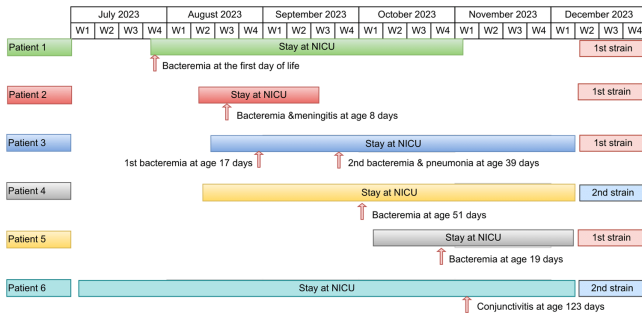 July 2023 August 2023 September 2023 October 2023 November 2023 December 2023
W1 W2 W3 W4 W1 W2 W3 W4 W1 W2 W3 W4 W1 W2 W3 W4 W1 W2 W3 W4 W1 W2 W3 W4
Patient 1 Stay at NICU 1st strain
Bacteremia at the first day of life
Patient 2 Stay at NICU 1st strain
Bacteremia &meningitis at age 8 days
Patient 3 Stay at NICU 1st strain
1st bacteremia at age 17 days 2nd bacteremia & pneumonia at age 39 days
Patient 4 Stay at NICU 2nd strain
Bacteremia at age 51 days
Patient 5 Stay at NICU 1st strain
Bacteremia at age 19 days
Patient 6 Stay at NICU 2nd strain
Conjunctivitis at age 123 days